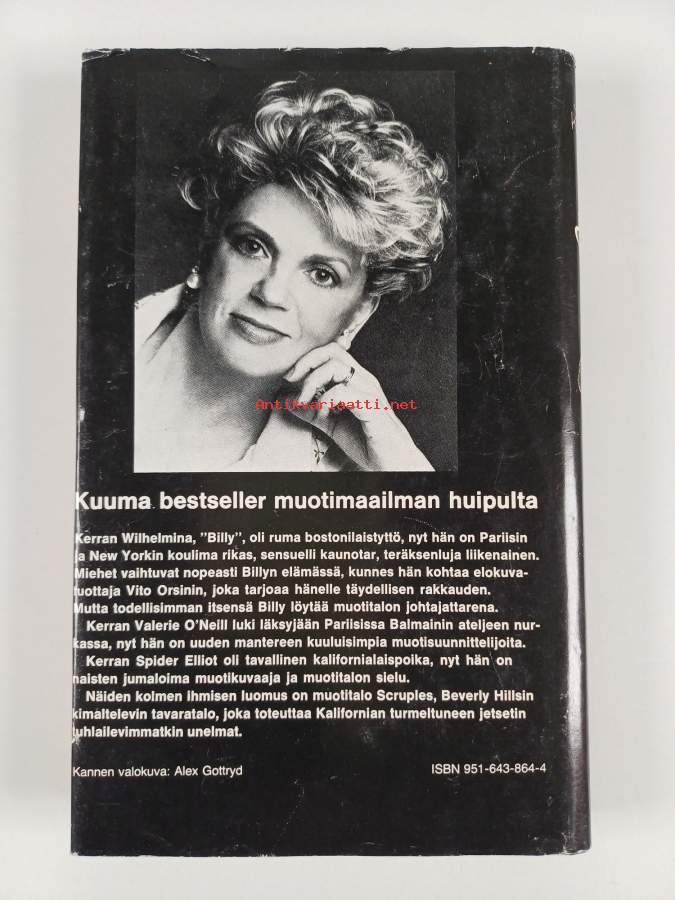 Antikvariaatti.net
Kuuma bestseller muotimaailman huipulta
Kerran Wilhelmina, ”Billy”, oli ruma bostonilaistyttö, nyt hän on Pariisin
ja New Yorkin koulima rikas, sensuelli kaunotar, teräksenluja liikenainen.
Miehet vaihtuvat nopeasti Billyn elämässä, kunnes hän kohtaa elokuva-
tuottaja Vito Orsinin, joka tarjoaa hänelle täydellisen rakkauden.
Mutta todellisimman itsensä Billy löytää muotitalon johtajattarena.
Kerran Valerie O’Neill luki läksyjään Parisissa Balmainin ateljeen nur-
kassa, nyt hän on uuden mantereen kuuluisimpia muotisuunnittelijoita.
Kerran Spider Elliot oli tavallinen kalifornialaispoika, nyt hän on
naisten jumaloima muotikuvaaja ja muotitalon sielu.
Näiden kolmen ihmisen luomus on muotitalo Scruples, Beverly Hillsin
kimaltelevin tavaratalo, joka toteuttaa Kalifornian turmeltuneen jetsetin
tuhlailevimmatkin unelmat.
Kannen valokuva: Alex Gottryd
ISBN 951-643-864-4